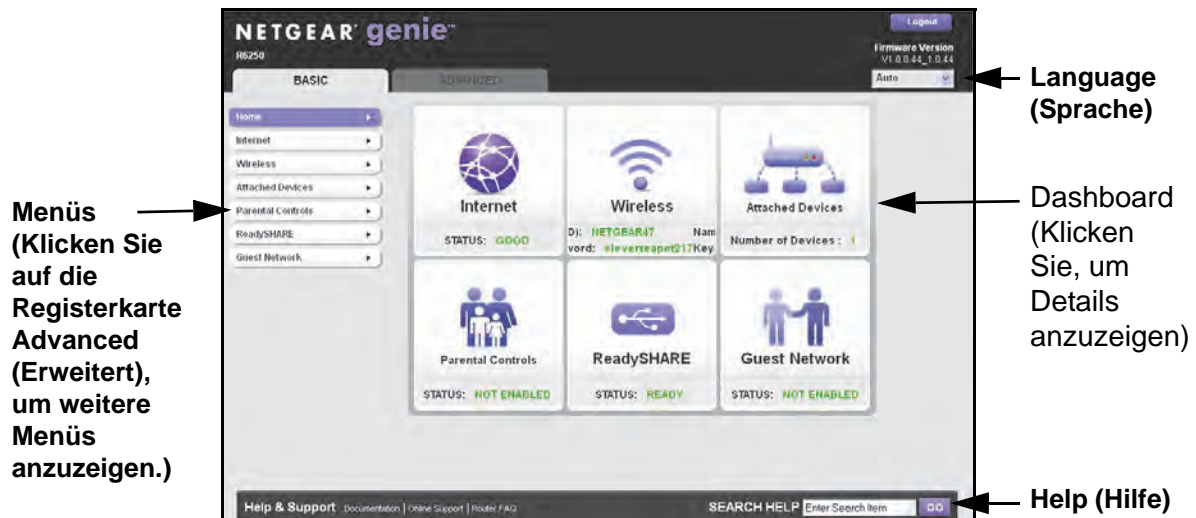 NETGEAR® genie™
R6250
Logout
Firmware Version
V1.0.0.44_1.0.44
BASIC
ADVANCED
Auto
Home
Internet
Wireless
Attached Devices
Parental Controls
ReadySHARE
Guest Network
Internet
STATUS: GOOD
Wireless
D): NETGEAR47 Nam
vord: Key
Attached Devices
Number of Devices : 1
Parental Controls
STATUS: NOT ENABLED
ReadySHARE
STATUS: READY
Guest Network
STATUS: NOT ENABLED
Help & Support Documentation | Online Support | Router FAQ
SEARCH HELP Enter Search Item GO
Menüs
(Klicken Sie
auf die
Registerkarte
Advanced
(Erweitert),
um weitere
Menüs
anzuzeigen.)
Language
(Sprache)
Dashboard
(Klicken
Sie, um
Details
anzuzeigen)
Help (Hilfe)